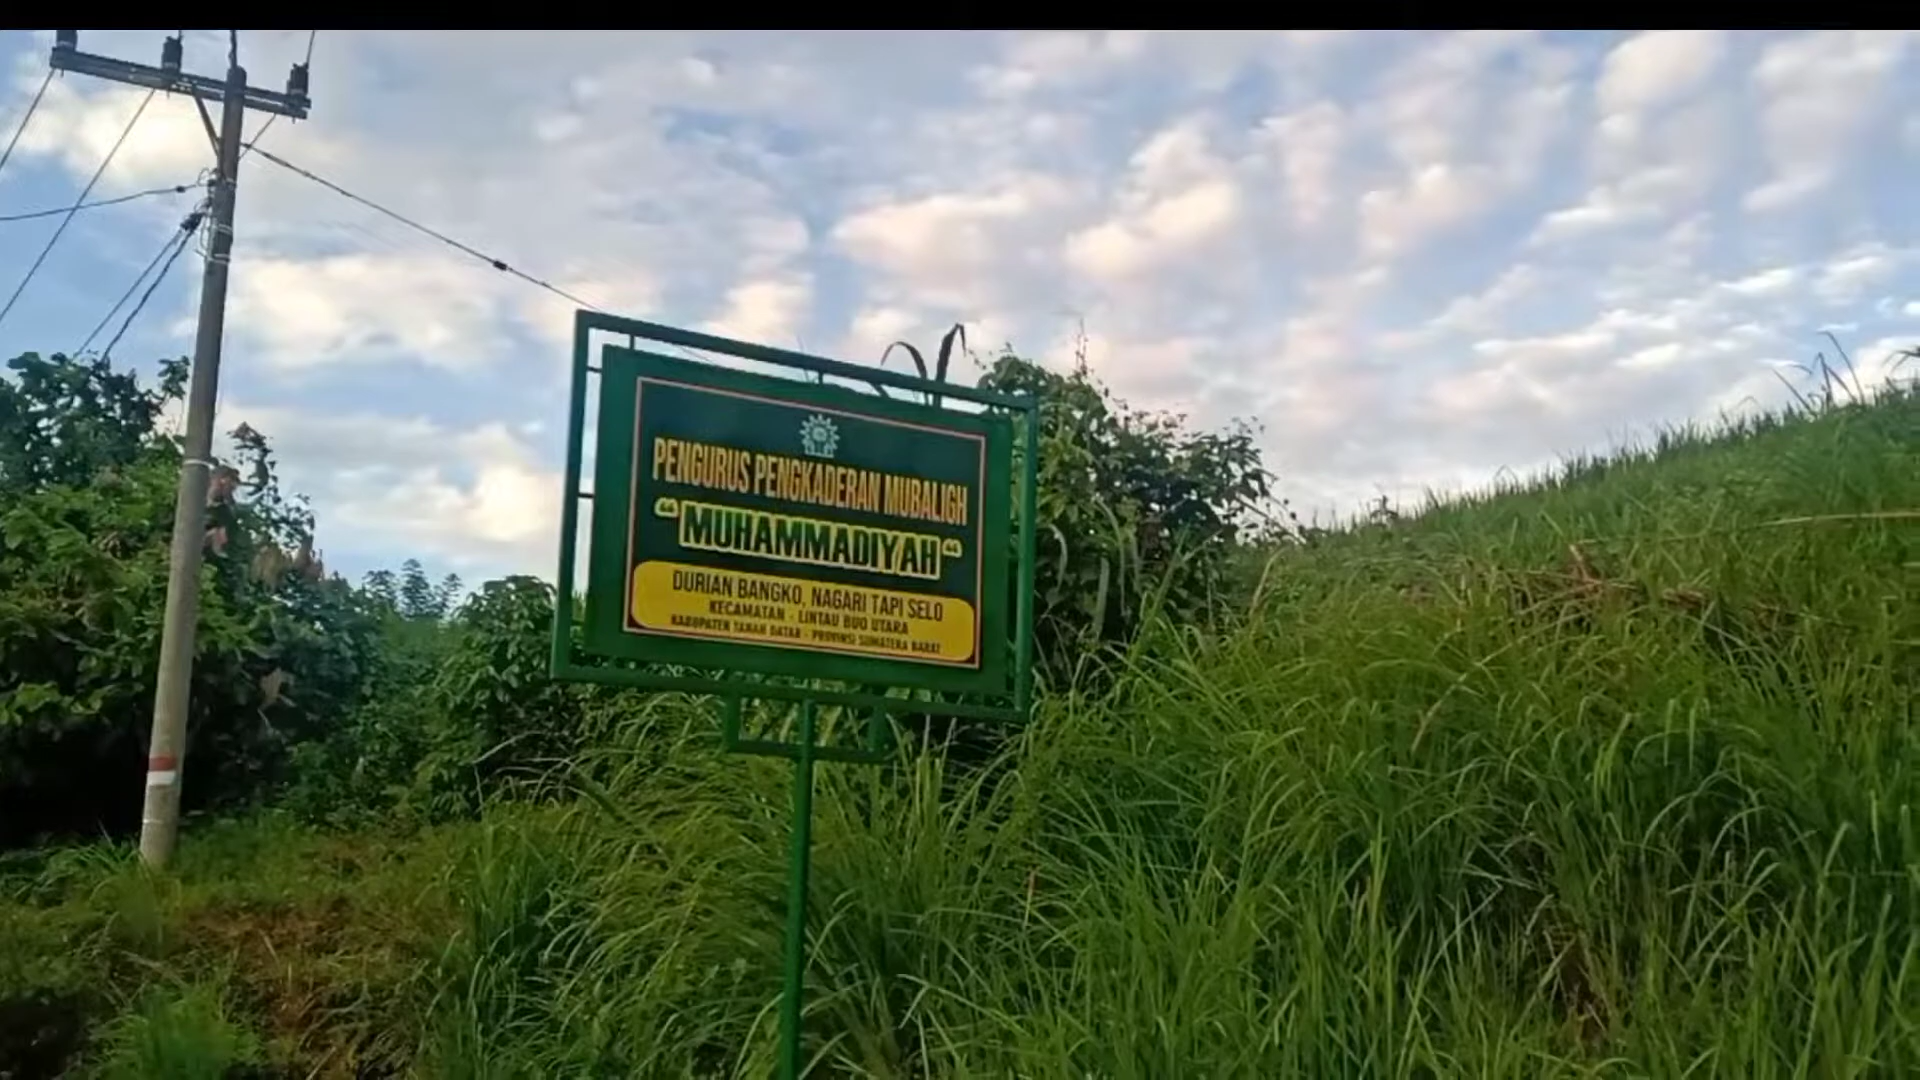 PENGURUS PENGKADERAN MUBALIGH
“MUHAMMADIYAH“
DURIAN BANGKO, NAGARI TAPI SELO
KECAMATAN - LINTAU BUO UTARA
KABUPATEN TANAH DATAR - PROVINSI SUMATERA BARAT